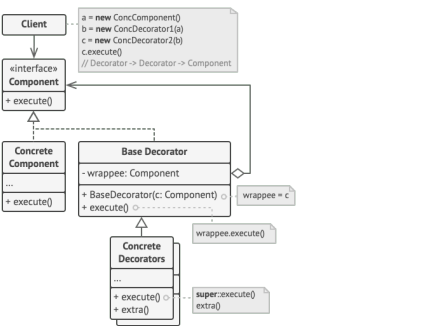 Client
a = new ConcComponent()
b = new ConcDecorator1(a)
c = new ConcDecorator2(b)
c.execute()
// Decorator -> Decorator -> Component
«interface»
Component
+ execute()
Concrete
Component
...
+ execute()
Base Decorator
- wrappee: Component
+ BaseDecorator(c: Component)
+ execute()
wrappee = c
wrappee.execute()
Concrete
Decorators
...
+ execute()
+ extra()
super::execute()
extra()